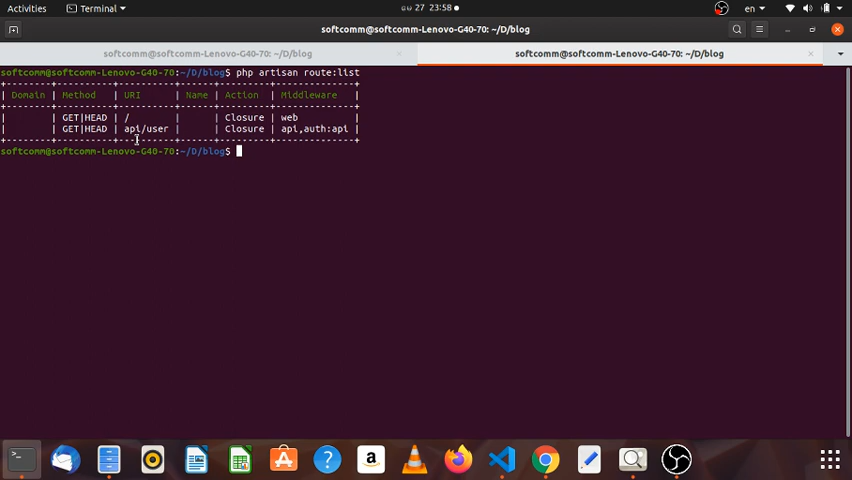 Activities Terminal ตุน 27 23:58 en
softcomm@softcomm-Lenovo-G40-70: ~/D/blog
softcomm@softcomm-Lenovo-G40-70: ~/D/blog softcomm@softcomm-Lenovo-G40-70: ~/D/blog
softcomm@softcomm-Lenovo-G40-70:~/D/blog$ php artisan route:list
+--------+----------+----------+------+---------+--------------+
| Domain | Method | URI | Name | Action | Middleware |
+--------+----------+----------+------+---------+--------------+
| | GET|HEAD | / | | Closure | web |
| | GET|HEAD | api/user | | Closure | api,auth:api |
+--------+----------+----------+------+---------+--------------+
softcomm@softcomm-Lenovo-G40-70:~/D/blog$